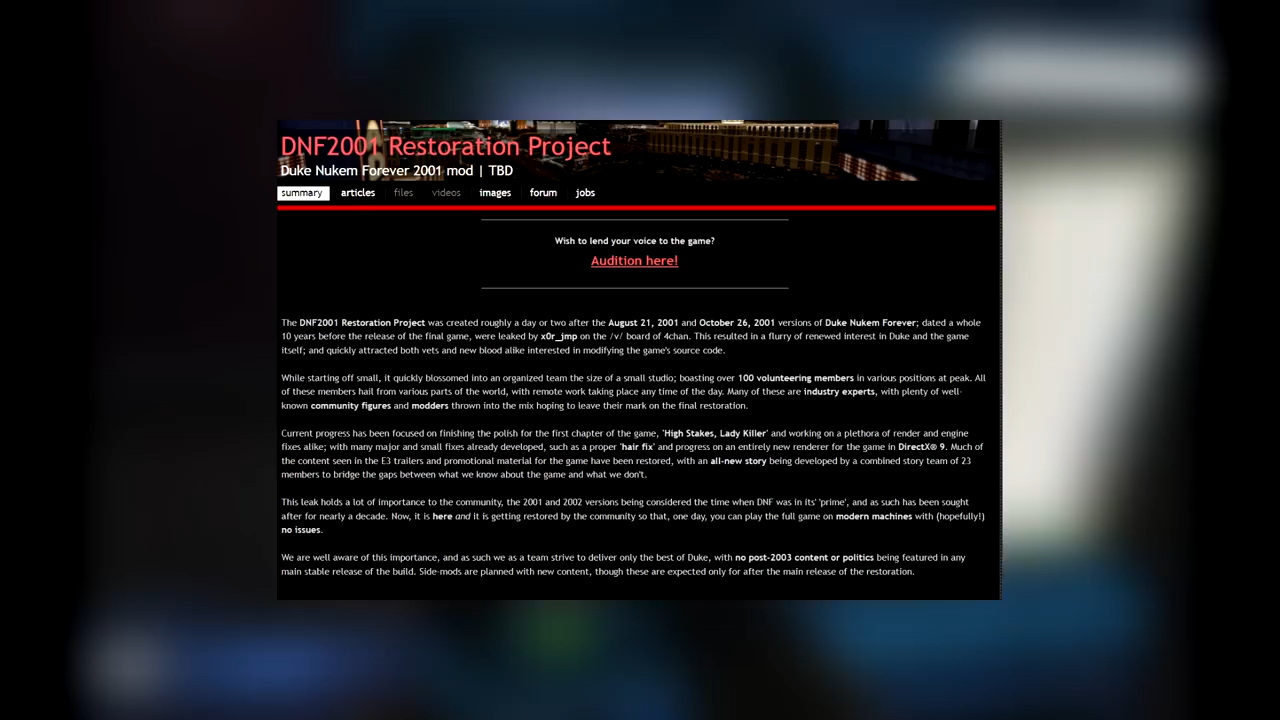 DNF2001 Restoration Project
Duke Nukem Forever 2001 mod | TBD
summary articles files videos images forum jobs
Wish to lend your voice to the game?
Audition here!
The DNF2001 Restoration Project was created roughly a day or two after the August 21, 2001 and October 26, 2001 versions of Duke Nukem Forever; dated a whole
10 years before the release of the final game, were leaked by x0r_jmp on the /v/ board of 4chan. This resulted in a flurry of renewed interest in Duke and the game
itself; and quickly attracted both vets and new blood alike interested in modifying the game's source code.
While starting off small, it quickly blossomed into an organized team the size of a small studio; boasting over 100 volunteering members in various positions at peak. All
of these members hail from various parts of the world, with remote work taking place any time of the day. Many of these are industry experts, with plenty of well-
known community figures and modders thrown into the mix hoping to leave their mark on the final restoration.
Current progress has been focused on finishing the polish for the first chapter of the game, 'High Stakes, Lady Killer' and working on a plethora of render and engine
fixes alike; with many major and small fixes already developed, such as a proper 'hair fix' and progress on an entirely new renderer for the game in DirectX® 9. Much of
the content seen in the E3 trailers and promotional material for the game have been restored, with an all-new story being developed by a combined story team of 23
members to bridge the gaps between what we know about the game and what we don't.
This leak holds a lot of importance to the community, the 2001 and 2002 versions being considered the time when DNF was in its' 'prime', and as such has been sought
after for nearly a decade. Now, it is here and it is getting restored by the community so that, one day, you can play the full game on modern machines with (hopefully!)
no issues.
We are well aware of this importance, and as such we as a team strive to deliver only the best of Duke, with no post-2003 content or politics being featured in any
main stable release of the build. Side-mods are planned with new content, though these are expected only for after the main release of the restoration.